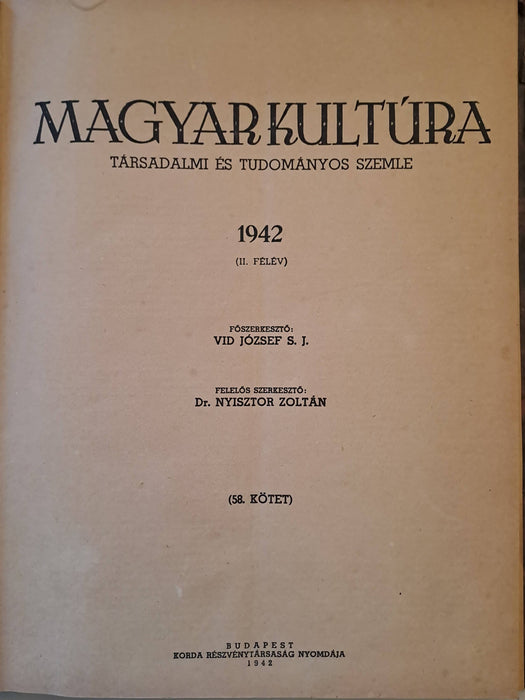 MAGYAR KULTÚRA
TÁRSADALMI ÉS TUDOMÁNYOS SZEMLE
1942
(II. FÉLÉV)
FŐSZERKESZTŐ:
VID JÓZSEF S. J.
FELELŐS SZERKESZTŐ:
Dr. NYISZTOR ZOLTÁN
(58. KÖTET)
BUDAPEST
KORDA RÉSZVÉNYTÁRSASÁG NYOMDÁJA
1942